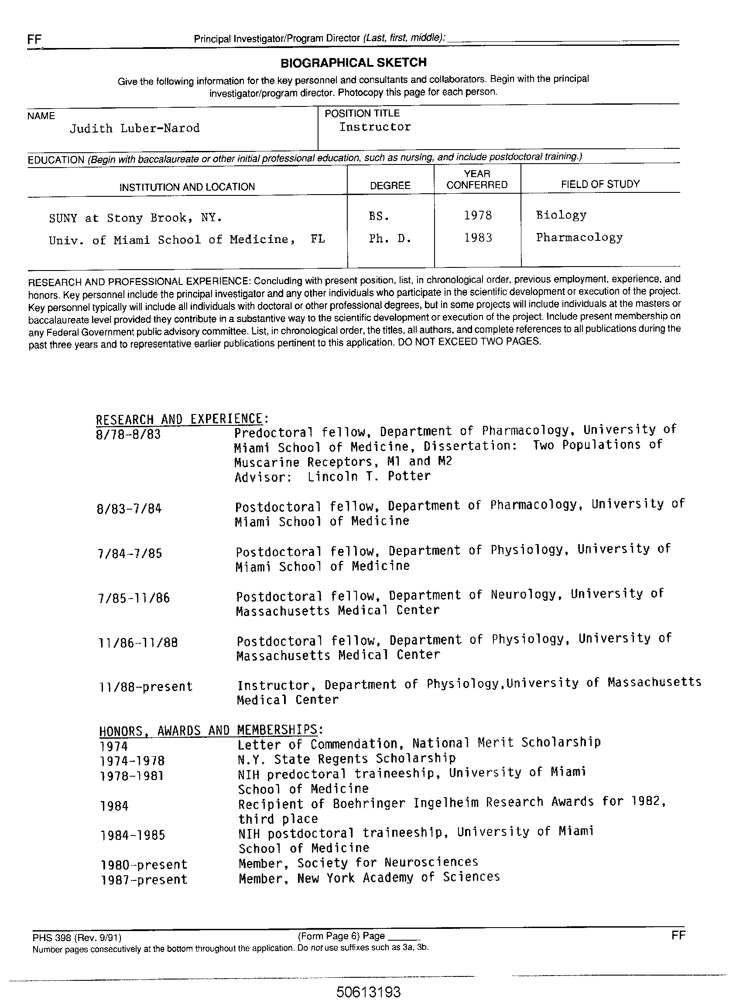 FF Principal Investigator/Program Director (Last, first, middle):
BIOGRAPHICAL SKETCH
Give the following information for the key personnel and consultants and collaborators. Begin with the principal
investigator/program director. Photocopy this page for each person.
NAME POSITION TITLE
Judith Luber-Narod Instructor
EDUCATION (Begin with baccalaureate or other initial professional education, such as nursing, and include postdoctoral training.)
INSTITUTION AND LOCATION DEGREE YEAR CONFERRED FIELD OF STUDY
SUNY at Stony Brook, NY. BS. 1978 Biology
Univ. of Miami School of Medicine, FL Ph. D. 1983 Pharmacology
RESEARCH AND PROFESSIONAL EXPERIENCE: Concluding with present position, list, in chronological order, previous employment, experience, and
honors. Key personnel include the principal investigator and any other individuals who participate in the scientific development or execution of the project.
Key personnel typically will include all individuals with doctoral or other professional degrees, but in some projects will include individuals at the masters or
baccalaureate level provided they contribute in a substantive way to the scientific development or execution of the project. Include present membership on
any Federal Government public advisory committee. List, in chronological order, the titles, all authors, and complete references to all publications during the
past three years and to representative earlier publications pertinent to this application. DO NOT EXCEED TWO PAGES.
RESEARCH AND EXPERIENCE:
8/78-8/83 Predoctoral fellow, Department of Pharmacology, University of
Miami School of Medicine, Dissertation: Two Populations of
Muscarine Receptors, M1 and M2
Advisor: Lincoln T. Potter
8/83-7/84 Postdoctoral fellow, Department of Pharmacology, University of
Miami School of Medicine
7/84-7/85 Postdoctoral fellow, Department of Physiology, University of
Miami School of Medicine
7/85-11/86 Postdoctoral fellow, Department of Neurology, University of
Massachusetts Medical Center
11/86-11/88 Postdoctoral fellow, Department of Physiology, University of
Massachusetts Medical Center
11/88-present Instructor, Department of Physiology,University of Massachusetts
Medical Center
HONORS, AWARDS AND MEMBERSHIPS:
1974 Letter of Commendation, National Merit Scholarship
1974-1978 N.Y. State Regents Scholarship
1978-1981 NIH predoctoral traineeship, University of Miami
School of Medicine
1984 Recipient of Boehringer Ingelheim Research Awards for 1982,
third place
1984-1985 NIH postdoctoral traineeship, University of Miami
School of Medicine
1980-present Member, Society for Neurosciences
1987-present Member, New York Academy of Sciences
PHS 398 (Rev. 9/91) (Form Page 6) Page FF
Number pages consecutively at the bottom throughout the application. Do not use suffixes such as 3a, 3b.
50613193